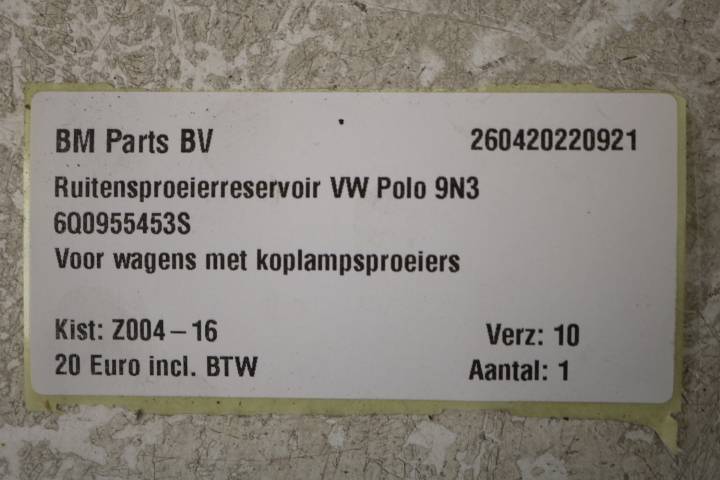 BM Parts BV 260420220921
Ruitensproeierreservoir VW Polo 9N3
6Q0955453S
Voor wagens met koplampsproeiers
Kist: Z004-16 Verz: 10
20 Euro incl. BTW Aantal: 1